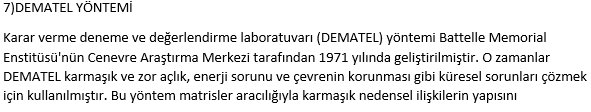 7)DEMATEL YÖNTEMİ
Karar verme deneme ve değerlendirme laboratuvarı (DEMATEL) yöntemi Battelle Memorial
Enstitüsü'nün Cenevre Araştırma Merkezi tarafından 1971 yılında geliştirilmiştir. O zamanlar
DEMATEL karmaşık ve zor açlık, enerji sorunu ve çevrenin korunması gibi küresel sorunları çözmek
için kullanılmıştır. Bu yöntem matrisler aracılığıyla karmaşık nedensel ilişkilerin yapısını